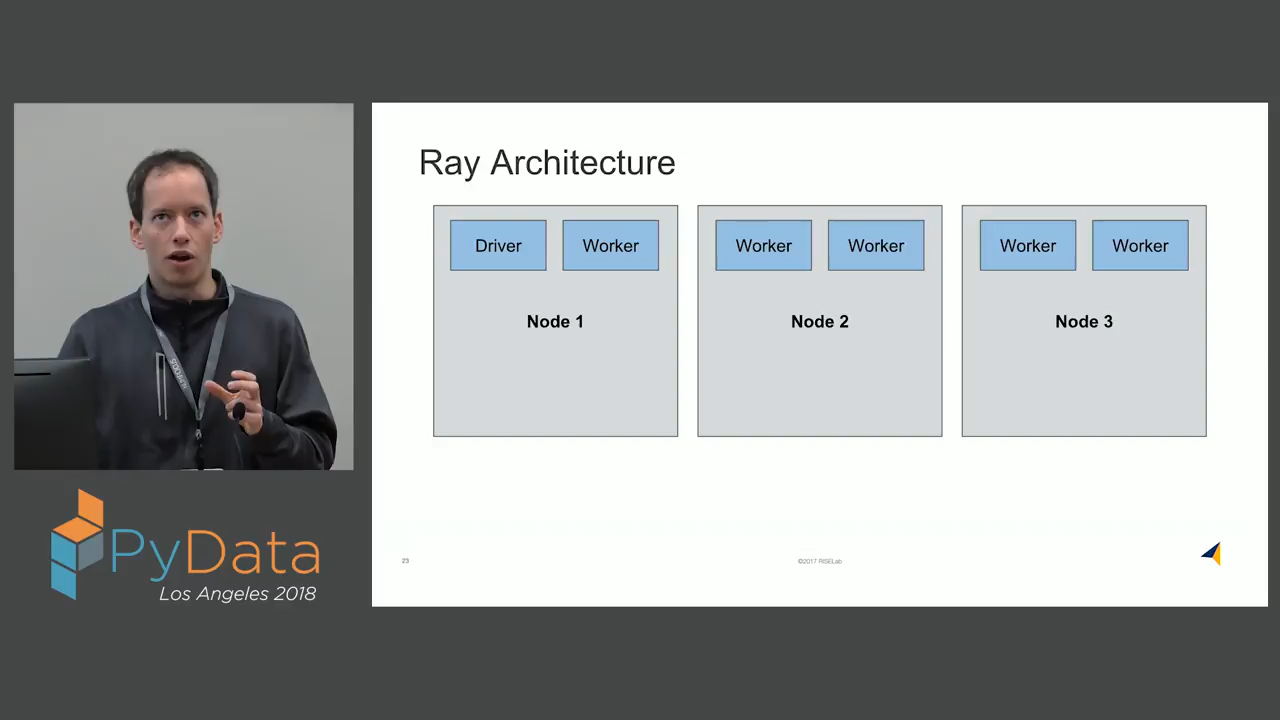 Ray Architecture
Driver
Worker
Worker
Worker
Worker
Worker
Node 1
Node 2
Node 3
23
©2017 RISELab
PyData
Los Angeles 2018